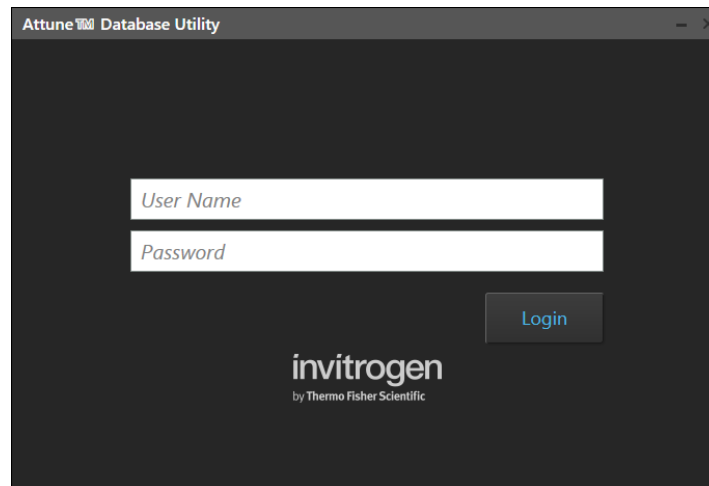 Attune™ Database Utility
User Name
Password
Login
invitrogen
by Thermo Fisher Scientific